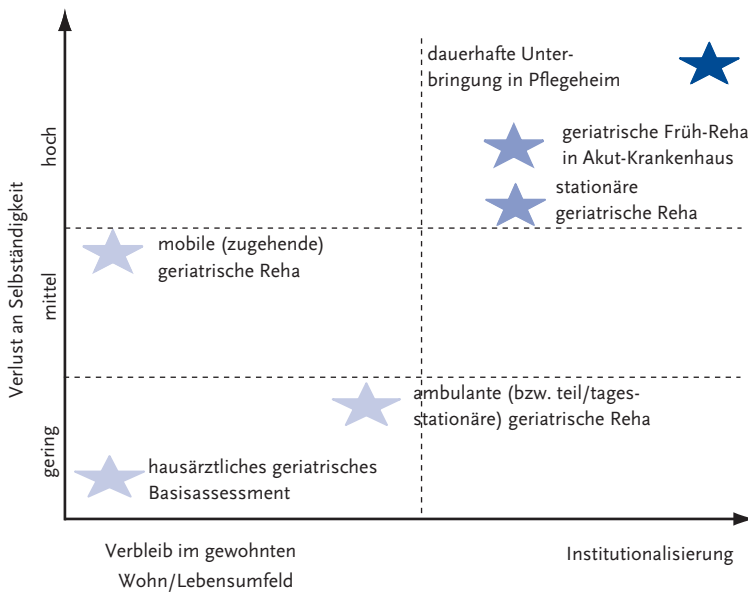 dauerhafte Unter-
bringung in Pflegeheim
geriatrische Früh-Reha
in Akut-Krankenhaus
stationäre
geriatrische Reha
mobile (zugehende)
geriatrische Reha
ambulante (bzw. teil/tages-
stationäre) geriatrische Reha
hausärztliches geriatrisches
Basisassessment
Verlust an Selbständigkeit
hoch
mittel
gering
Verbleib im gewohnten
Wohn/Lebensumfeld
Institutionalisierung